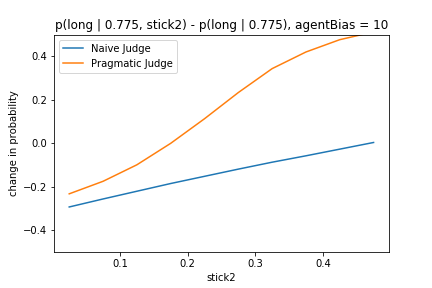 p(long | 0.775, stick2) - p(long | 0.775), agentBias = 10
Naive Judge
Pragmatic Judge
change in probability
0.4
0.2
0.0
−0.2
−0.4
0.1
0.2
0.3
0.4
stick2